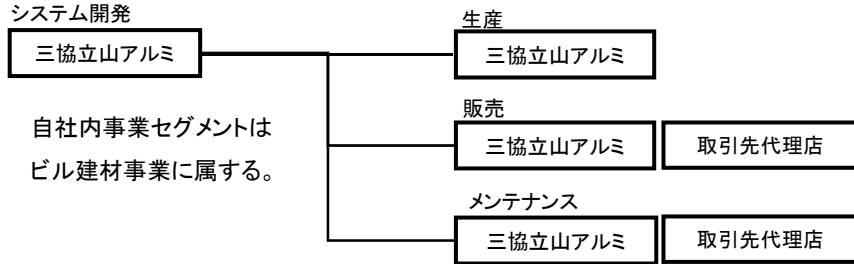 システム開発
三協立山アルミ
自社内事業セグメントは
ビル建材事業に属する。
生産
三協立山アルミ
販売
三協立山アルミ 取引先代理店
メンテナンス
三協立山アルミ 取引先代理店